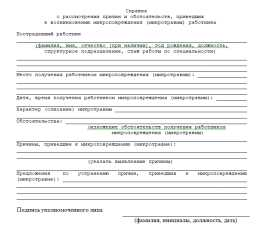 Справка
о рассмотрении причин и обстоятельств, приведших
к возникновению микроповреждения (микротравмы) работника
Пострадавший работник
(фамилия, имя, отчество (при наличии), год рождения, должность,
структурное подразделение, стаж работы по специальности)
Место получения работником микроповреждения (микротравмы):
Дата, время получения работником микроповреждения (микротравмы):
Характер (описание) микротравмы
Обстоятельства:
(изложение обстоятельств получения работником
микроповреждения (микротравмы)
Причины, приведшие к микроповреждению (микротравме):
(указать выявленные причины)
Предложения по устранению причин, приведших к микроповреждению
(микротравме):
Подпись уполномоченного лица
(фамилия, инициалы, должность, дата)